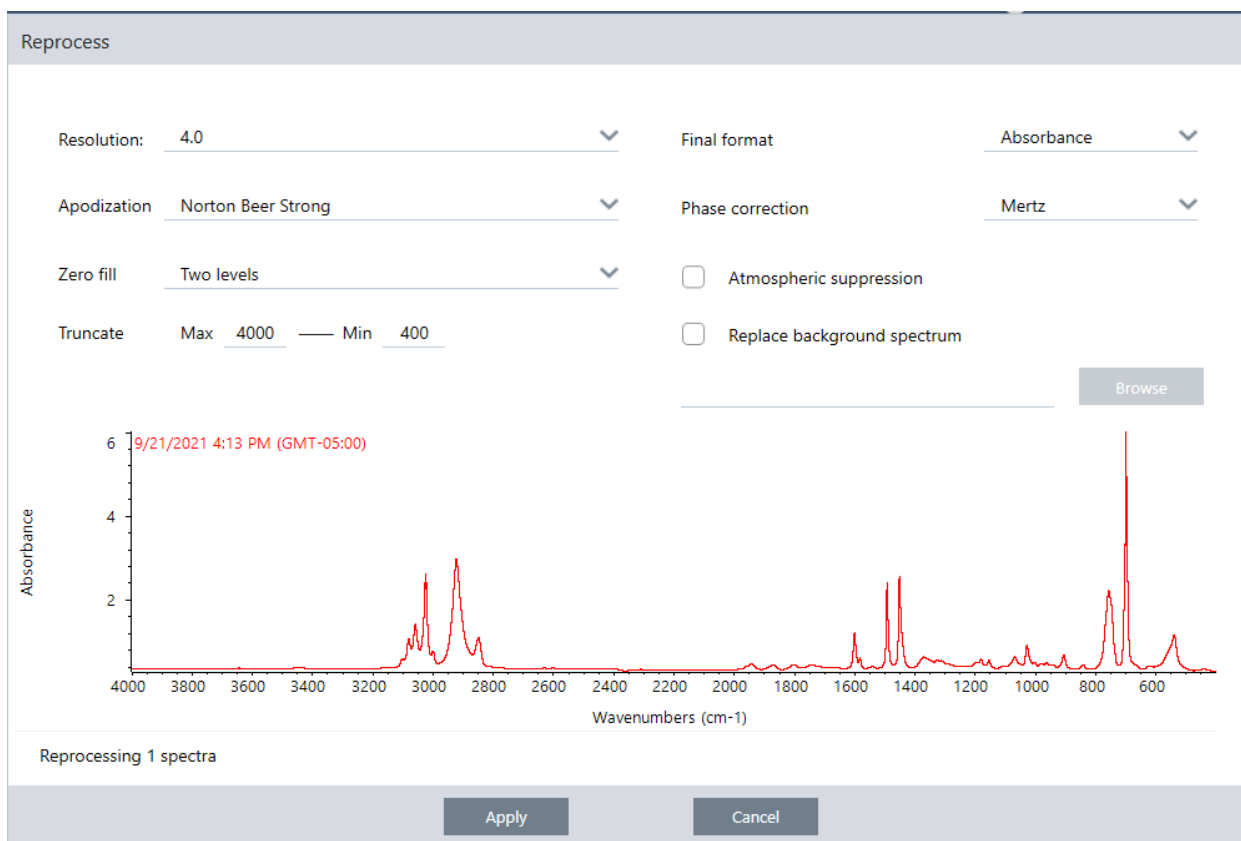 Reprocess
Resolution: 4.0 Final format Absorbance
Apodization Norton Beer Strong Phase correction Mertz
Zero fill Two levels Atmospheric suppression
Truncate Max 4000 — Min 400 Replace background spectrum
Browse
9/21/2021 4:13 PM (GMT-05:00)
6
4
2
Absorbance
4000 3800 3600 3400 3200 3000 2800 2600 2400 2200 2000 1800 1600 1400 1200 1000 800 600
Wavenumbers (cm-1)
Reprocessing 1 spectra
Apply Cancel